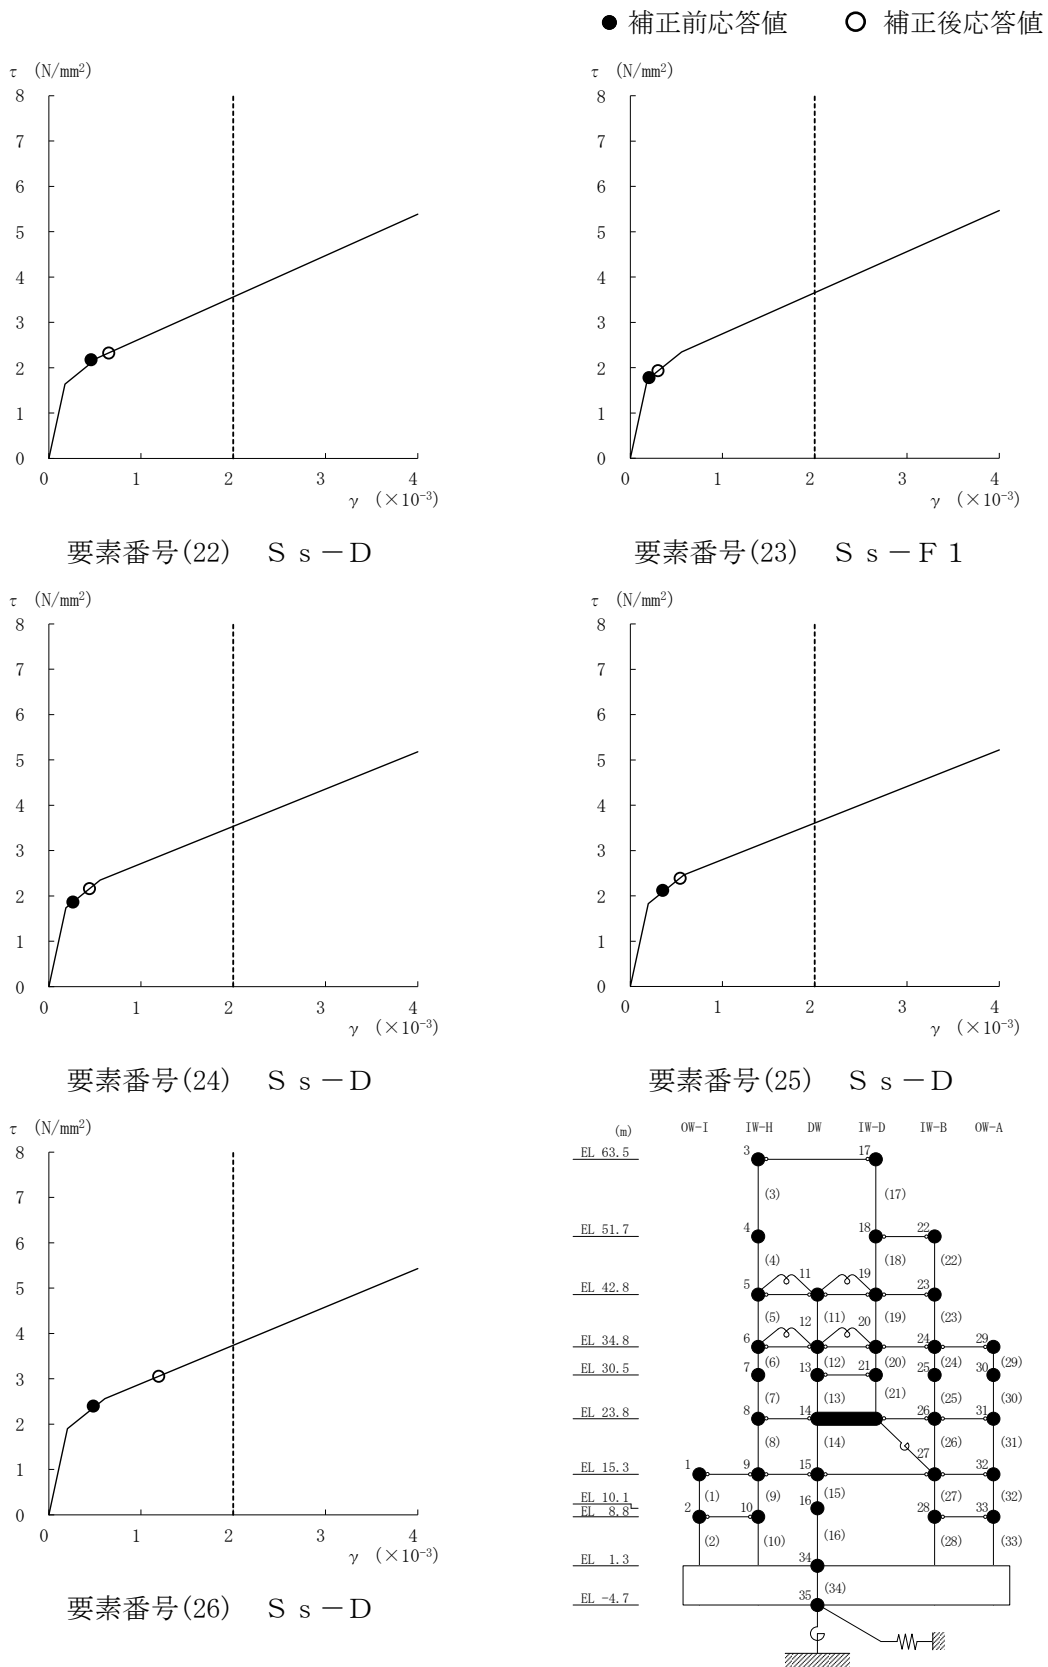 ● 補正前応答値　○ 補正後応答値
τ (N/mm²)
8
7
6
5
4
3
2
1
0
0 1 2 3 4
γ (×10⁻³)
要素番号(22)　Ｓｓ－Ｄ
τ (N/mm²)
8
7
6
5
4
3
2
1
0
0 1 2 3 4
γ (×10⁻³)
要素番号(23)　Ｓｓ－Ｆ１
τ (N/mm²)
8
7
6
5
4
3
2
1
0
0 1 2 3 4
γ (×10⁻³)
要素番号(24)　Ｓｓ－Ｄ
τ (N/mm²)
8
7
6
5
4
3
2
1
0
0 1 2 3 4
γ (×10⁻³)
要素番号(25)　Ｓｓ－Ｄ
τ (N/mm²)
8
7
6
5
4
3
2
1
0
0 1 2 3 4
γ (×10⁻³)
要素番号(26)　Ｓｓ－Ｄ
(m) OW-I IW-H DW IW-D IW-B OW-A
EL 63.5 3 17
(3) (17)
EL 51.7 4 18 22
(4) (18) (22)
11 19
EL 42.8 5 23
(5) (11) (19) (23)
12 20
EL 34.8 6 24 29
(6) (12) (20) (24) (29)
EL 30.5 7 13 21 25 30
(7) (13) (21) (25) (30)
EL 23.8 8 14 26 31
(8) (14) (26) (31)
27
EL 15.3 1 9 15 32
(1) (9) (15) (27) (32)
EL 10.1 16
EL 8.8 2 10 28 33
(2) (10) (16) (28) (33)
EL 1.3 34
(34)
EL -4.7 35